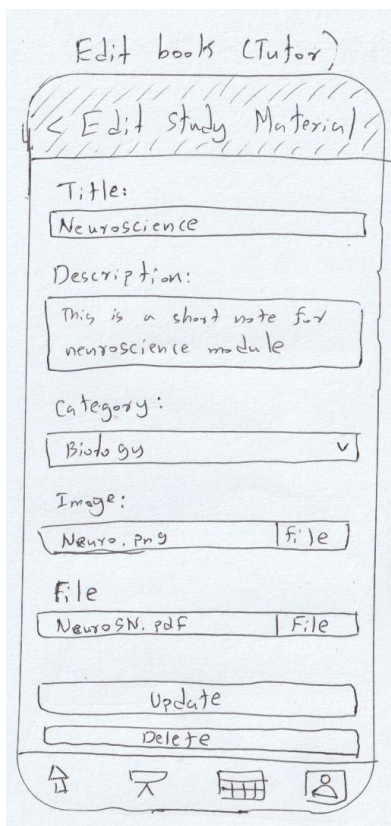 Edit book (Tutor)
< Edit Study Material
Title:
Neuroscience
Description:
This is a short note for
neuroscience module
Category:
Biology
Image:
Neuro.png
File
File
NeuroSN.pdf
File
Update
Delete